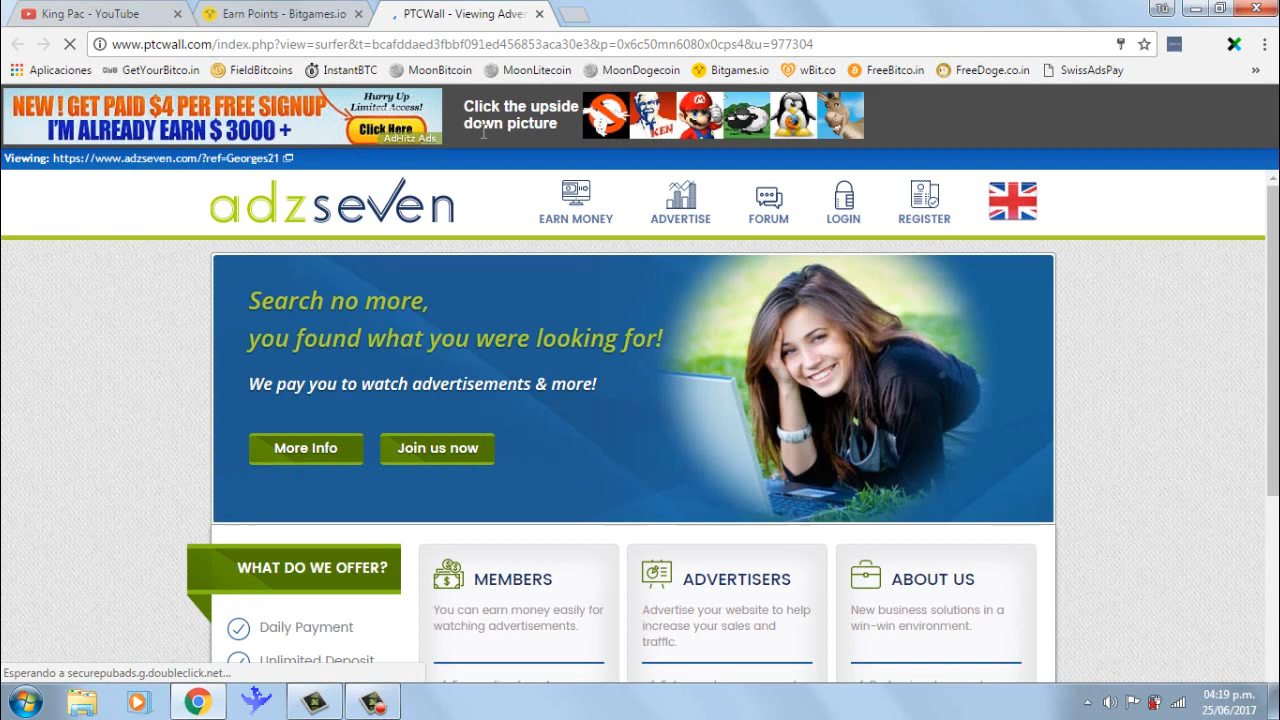 King Pac - YouTube
Earn Points - Bitgames.io
PTCWall - Viewing Adver
Tú
www.ptcwall.com/index.php?view=surfer&t=bcafddaed3fbfbf091ed456853aca30e3&p=0x6c50mn6080x0cps4&u=977304
Aplicaciones
GetYourBitco.in
FieldBitcoins
InstantBTC
MoonBitcoin
MoonLitecoin
MoonDogecoin
Bitgames.io
wBit.co
FreeBitco.in
FreeDoge.co.in
SwissAdsPay
»
NEW ! GET PAID $4 PER FREE SIGNUP
I'M ALREADY EARN $ 3000 +
Hurry Up
Limited Access!
Click Here
AdHitz Ads
Click the upside
down picture
KEN
Viewing: https://www.adzseven.com/?ref=Georges21
adzseven
EARN MONEY
ADVERTISE
FORUM
LOGIN
REGISTER
Search no more,
you found what you were looking for!
We pay you to watch advertisements & more!
More Info
Join us now
WHAT DO WE OFFER?
Daily Payment
Unlimited Deposit
MEMBERS
You can earn money easily for
watching advertisements.
ADVERTISERS
Advertise your website to help
increase your sales and
traffic.
ABOUT US
New business solutions in a
win-win environment.
Esperando a securepubads.g.doubleclick.net...
04:19 p.m.
25/06/2017